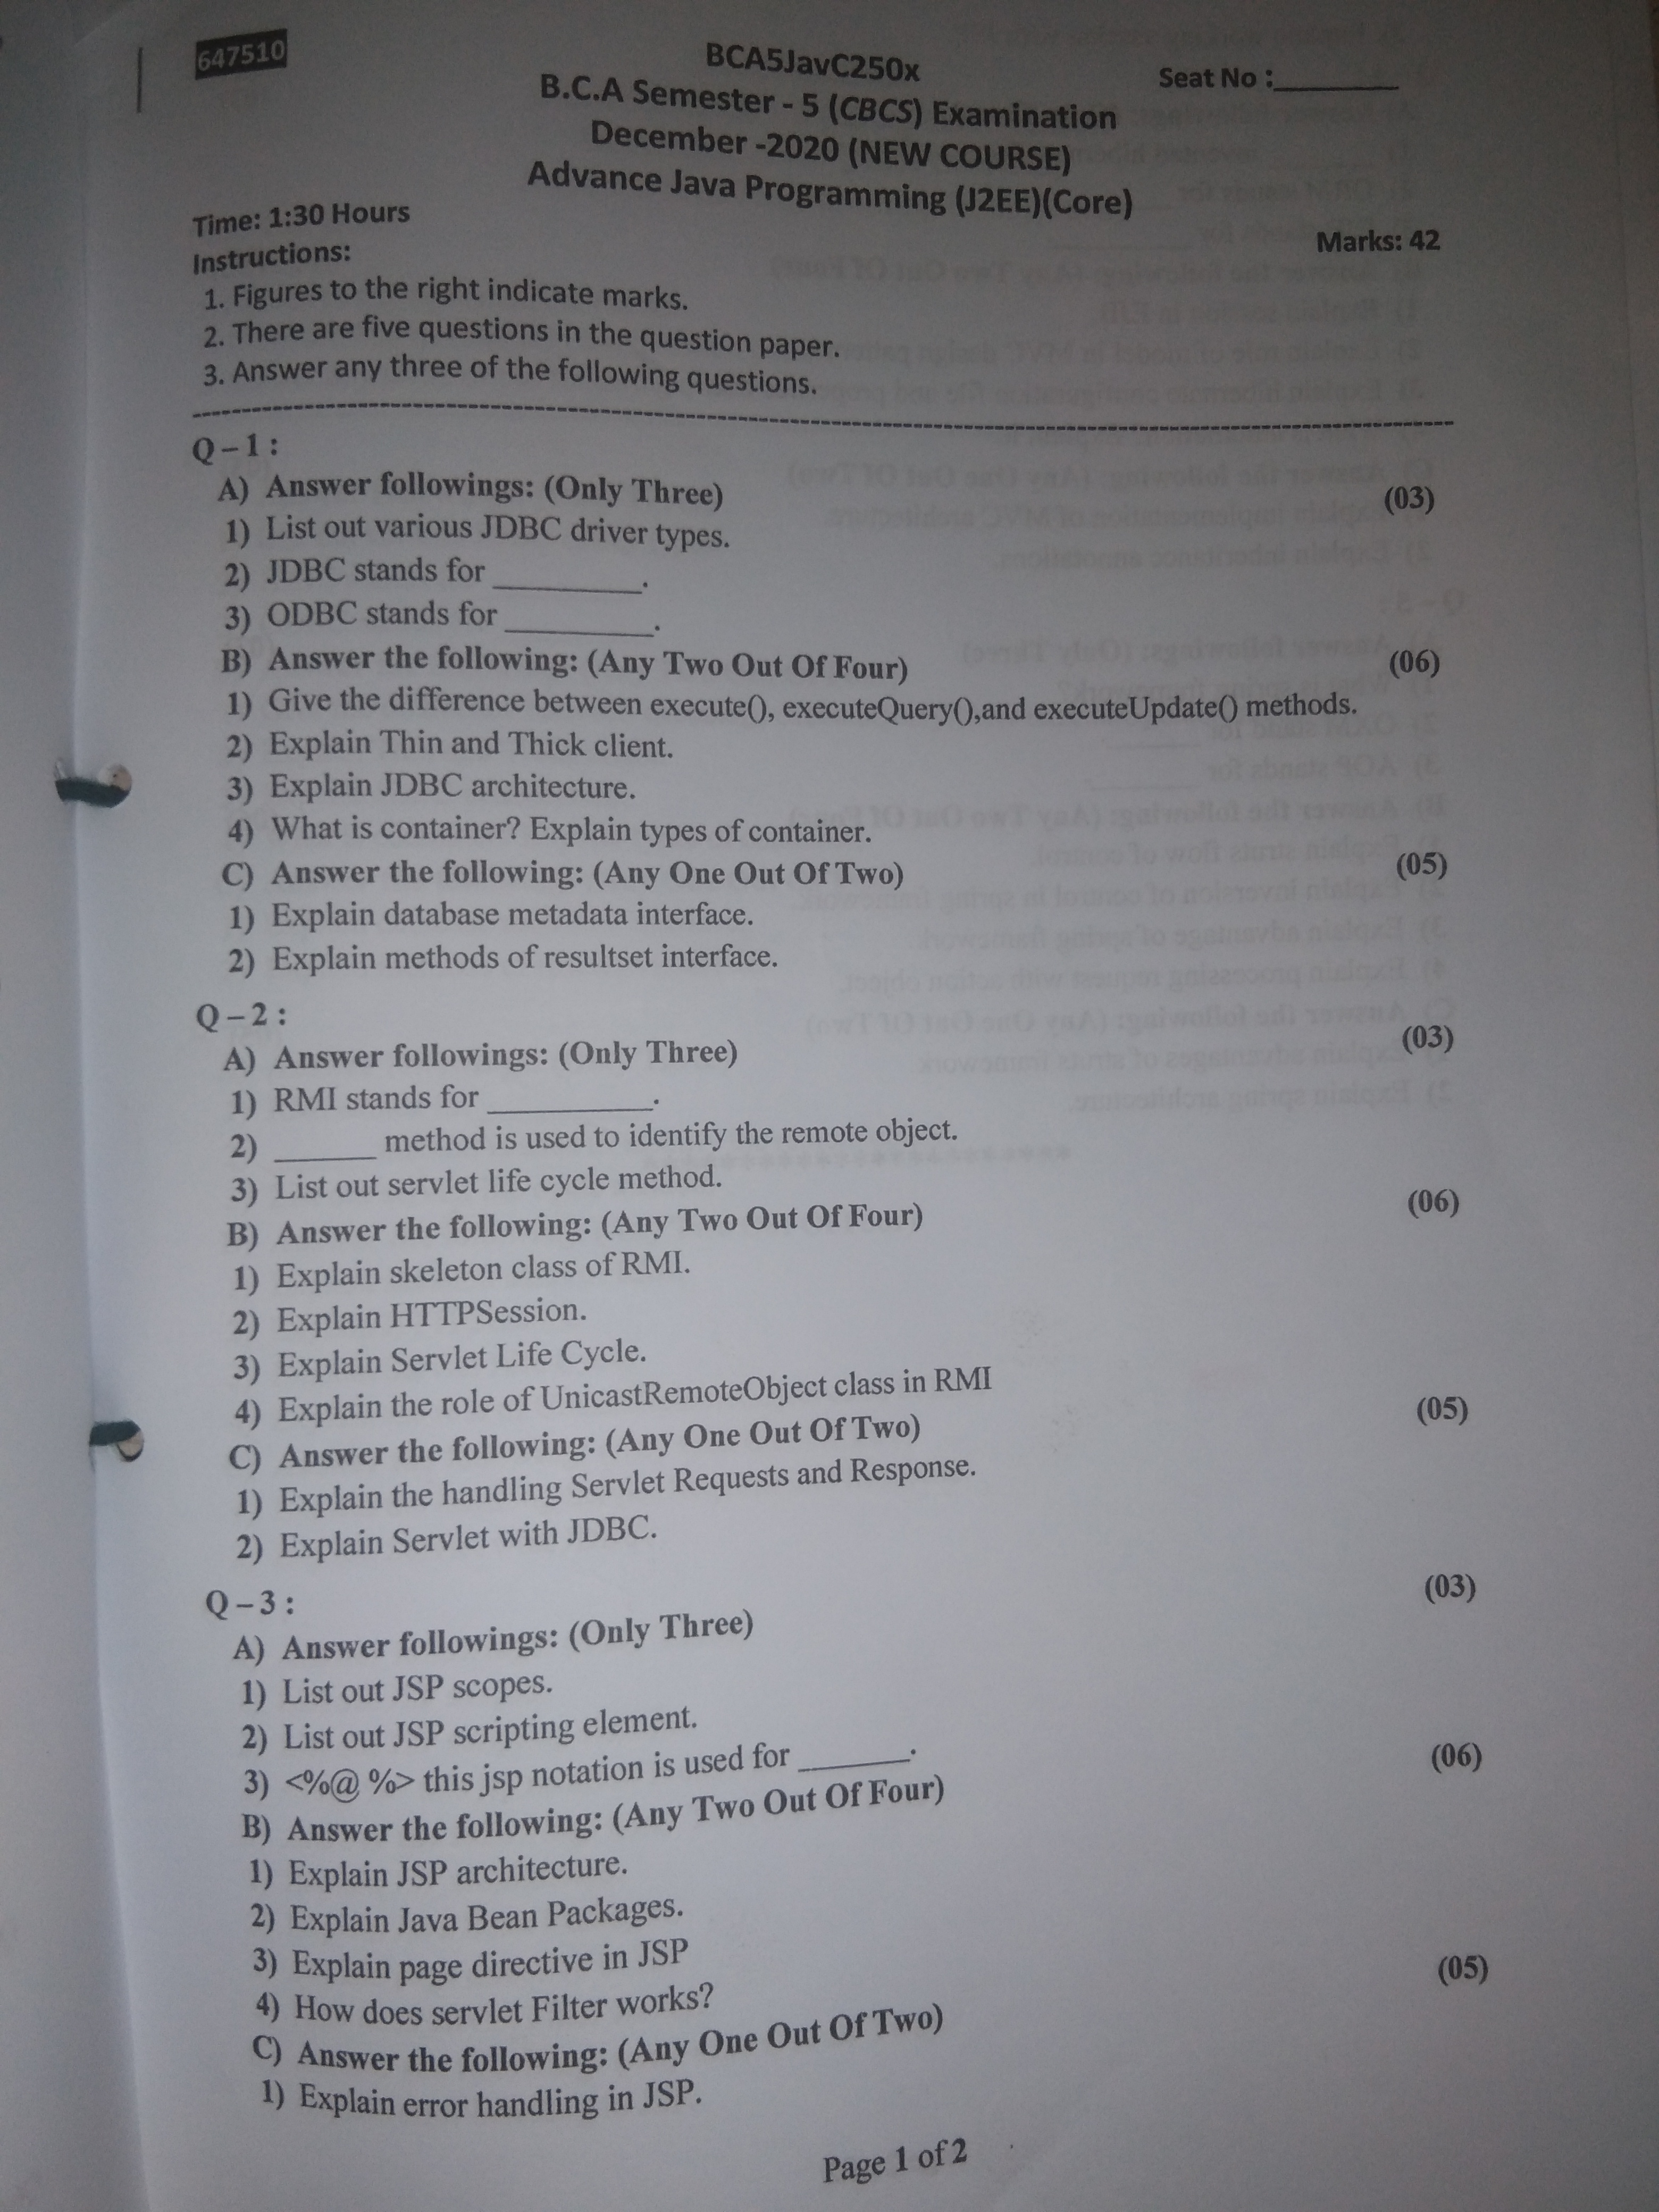 647510
BCA5JavC250x
Seat No :_________
B.C.A Semester - 5 (CBCS) Examination
December -2020 (NEW COURSE)
Advance Java Programming (J2EE)(Core)
Time: 1:30 Hours
Marks: 42
Instructions:
1. Figures to the right indicate marks.
2. There are five questions in the question paper.
3. Answer any three of the following questions.
Q – 1 :
A) Answer followings: (Only Three) (03)
1) List out various JDBC driver types.
2) JDBC stands for _________.
3) ODBC stands for _________.
B) Answer the following: (Any Two Out Of Four) (06)
1) Give the difference between execute(), executeQuery(),and executeUpdate() methods.
2) Explain Thin and Thick client.
3) Explain JDBC architecture.
4) What is container? Explain types of container.
C) Answer the following: (Any One Out Of Two) (05)
1) Explain database metadata interface.
2) Explain methods of resultset interface.
Q – 2 :
A) Answer followings: (Only Three) (03)
1) RMI stands for __________.
2) ______ method is used to identify the remote object.
3) List out servlet life cycle method.
B) Answer the following: (Any Two Out Of Four) (06)
1) Explain skeleton class of RMI.
2) Explain HTTPSession.
3) Explain Servlet Life Cycle.
4) Explain the role of UnicastRemoteObject class in RMI
C) Answer the following: (Any One Out Of Two) (05)
1) Explain the handling Servlet Requests and Response.
2) Explain Servlet with JDBC.
Q – 3 :
A) Answer followings: (Only Three) (03)
1) List out JSP scopes.
2) List out JSP scripting element.
3) <%@ %> this jsp notation is used for _______.
B) Answer the following: (Any Two Out Of Four) (06)
1) Explain JSP architecture.
2) Explain Java Bean Packages.
3) Explain page directive in JSP
4) How does servlet Filter works?
C) Answer the following: (Any One Out Of Two) (05)
1) Explain error handling in JSP.
Page 1 of 2